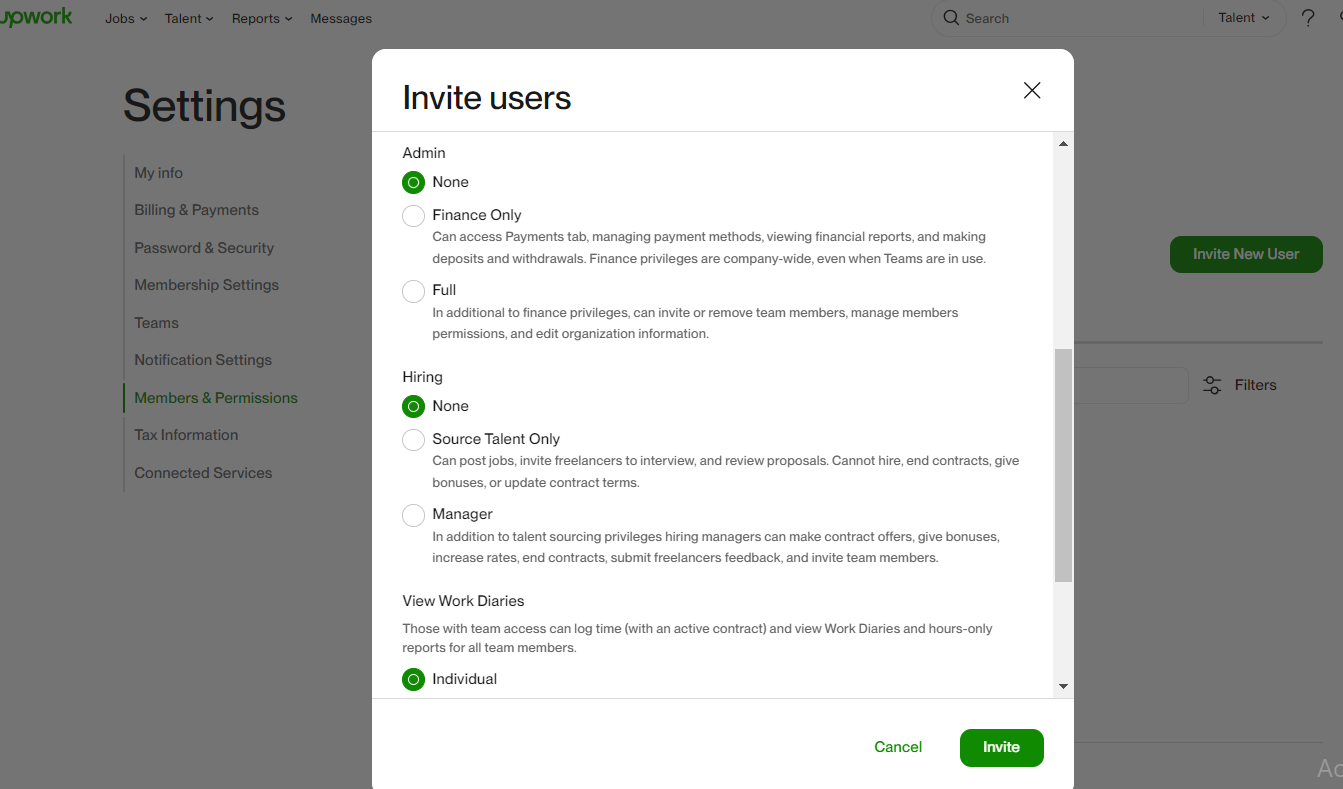 upwork
Jobs
Talent
Reports
Messages
Search
Talent
Settings
My info
Billing & Payments
Password & Security
Membership Settings
Teams
Notification Settings
Members & Permissions
Tax Information
Connected Services
Invite New User
Filters
Invite users
Admin
None
Finance Only
Can access Payments tab, managing payment methods, viewing financial reports, and making
deposits and withdrawals. Finance privileges are company-wide, even when Teams are in use.
Full
In additional to finance privileges, can invite or remove team members, manage members
permissions, and edit organization information.
Hiring
None
Source Talent Only
Can post jobs, invite freelancers to interview, and review proposals. Cannot hire, end contracts, give
bonuses, or update contract terms.
Manager
In addition to talent sourcing privileges hiring managers can make contract offers, give bonuses,
increase rates, end contracts, submit freelancers feedback, and invite team members.
View Work Diaries
Those with team access can log time (with an active contract) and view Work Diaries and hours-only
reports for all team members.
Individual
Cancel
Invite